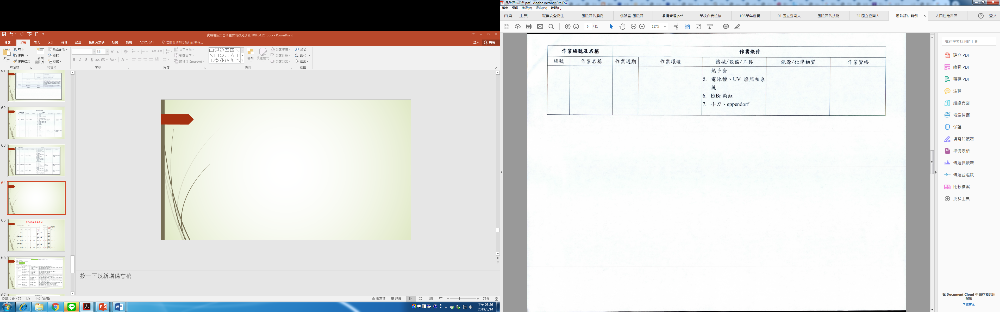 實驗場所安全衛生在職教育訓練 108.04.25.pptx - PowerPoint
檔案 常用 插入 設計 轉場 動畫 投影片放映 校閱 檢視 ACROBAT 告訴我您想要執行的動作... 登入 共用
貼上 剪下 複製 複製格式 剪貼簿
新增投影片 版面配置 重設 章節 投影片
36
B I U S abc AV Aa A 字型
文字方向 對齊文字 轉換成 SmartArt 段落
排列 快速樣式 圖案填滿 圖案外框 圖案效果 繪圖
尋找 取代 選取 編輯
61
62
63
64
65
66
67
按一下以新增備忘稿
投影片 64/ 72 中文 (台灣) 備忘稿 註解 75%
下午 03:26
2019/5/14
風險評估範例.pdf - Adobe Acrobat Pro DC
檔案 編輯 檢視(V) 視窗(W) 說明(H)
首頁 工具 職業安全衛生... 風險評估撰寫... 儀器室-風險評... 承攬管理.pdf 學校自我檢核... 106學年度實... 01.國立臺南大... 風險評估技術... 24.國立臺南大... 風險評估範例.... 人因性危害評... 登入
6 / 11 117%
作業編號及名稱 作業條件
編號 作業名稱 作業週期 作業環境 機械/設備/工具 能源/化學物質 作業資格
熱手套
5. 電泳槽、UV 燈照相系
統
6. EtBr 染缸
7. 小刀、eppendorf
在這裡尋找您的工具
建立 PDF
編輯 PDF
轉存 PDF
注釋
組織頁面
增強掃描
保護
填寫和簽署
準備表格
傳送供簽署
傳送並追蹤
比較檔案
更多工具
在 Document Cloud 中儲存和共用
檔案
了解更多